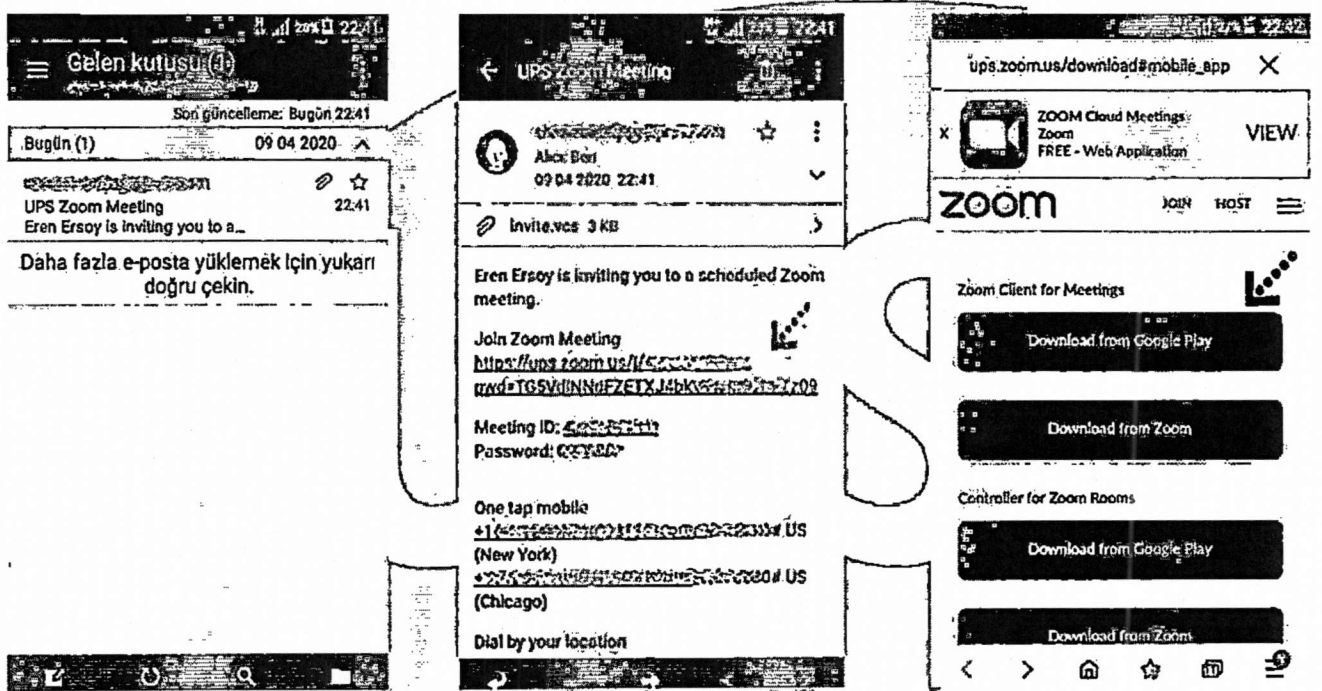 22:41
Gelen kutusu (1)
Son güncelleme: Bugün 22:41
Bugün (1) 09 04 2020
UPS Zoom Meeting 22:41
Eren Ersoy is inviting you to a...
Daha fazla e-posta yüklemek için yukarı
doğru çekin.
22:41
UPS Zoom Meeting
09 04 2020 22:41
invite.vcs 3 KB
Eren Ersoy is inviting you to a scheduled Zoom
meeting.
Join Zoom Meeting
https://ups.zoom.us/j/
Meeting ID:
Password:
One tap mobile
US
(New York)
US
(Chicago)
Dial by your location
22:42
ups.zoom.us/download#mobile_app X
x ZOOM Cloud Meetings
Zoom
FREE - Web Application
VIEW
zoom JOIN HOST
Zoom Client for Meetings
Download from Google Play
Download from Zoom
Controller for Zoom Rooms
Download from Google Play
Download from Zoom